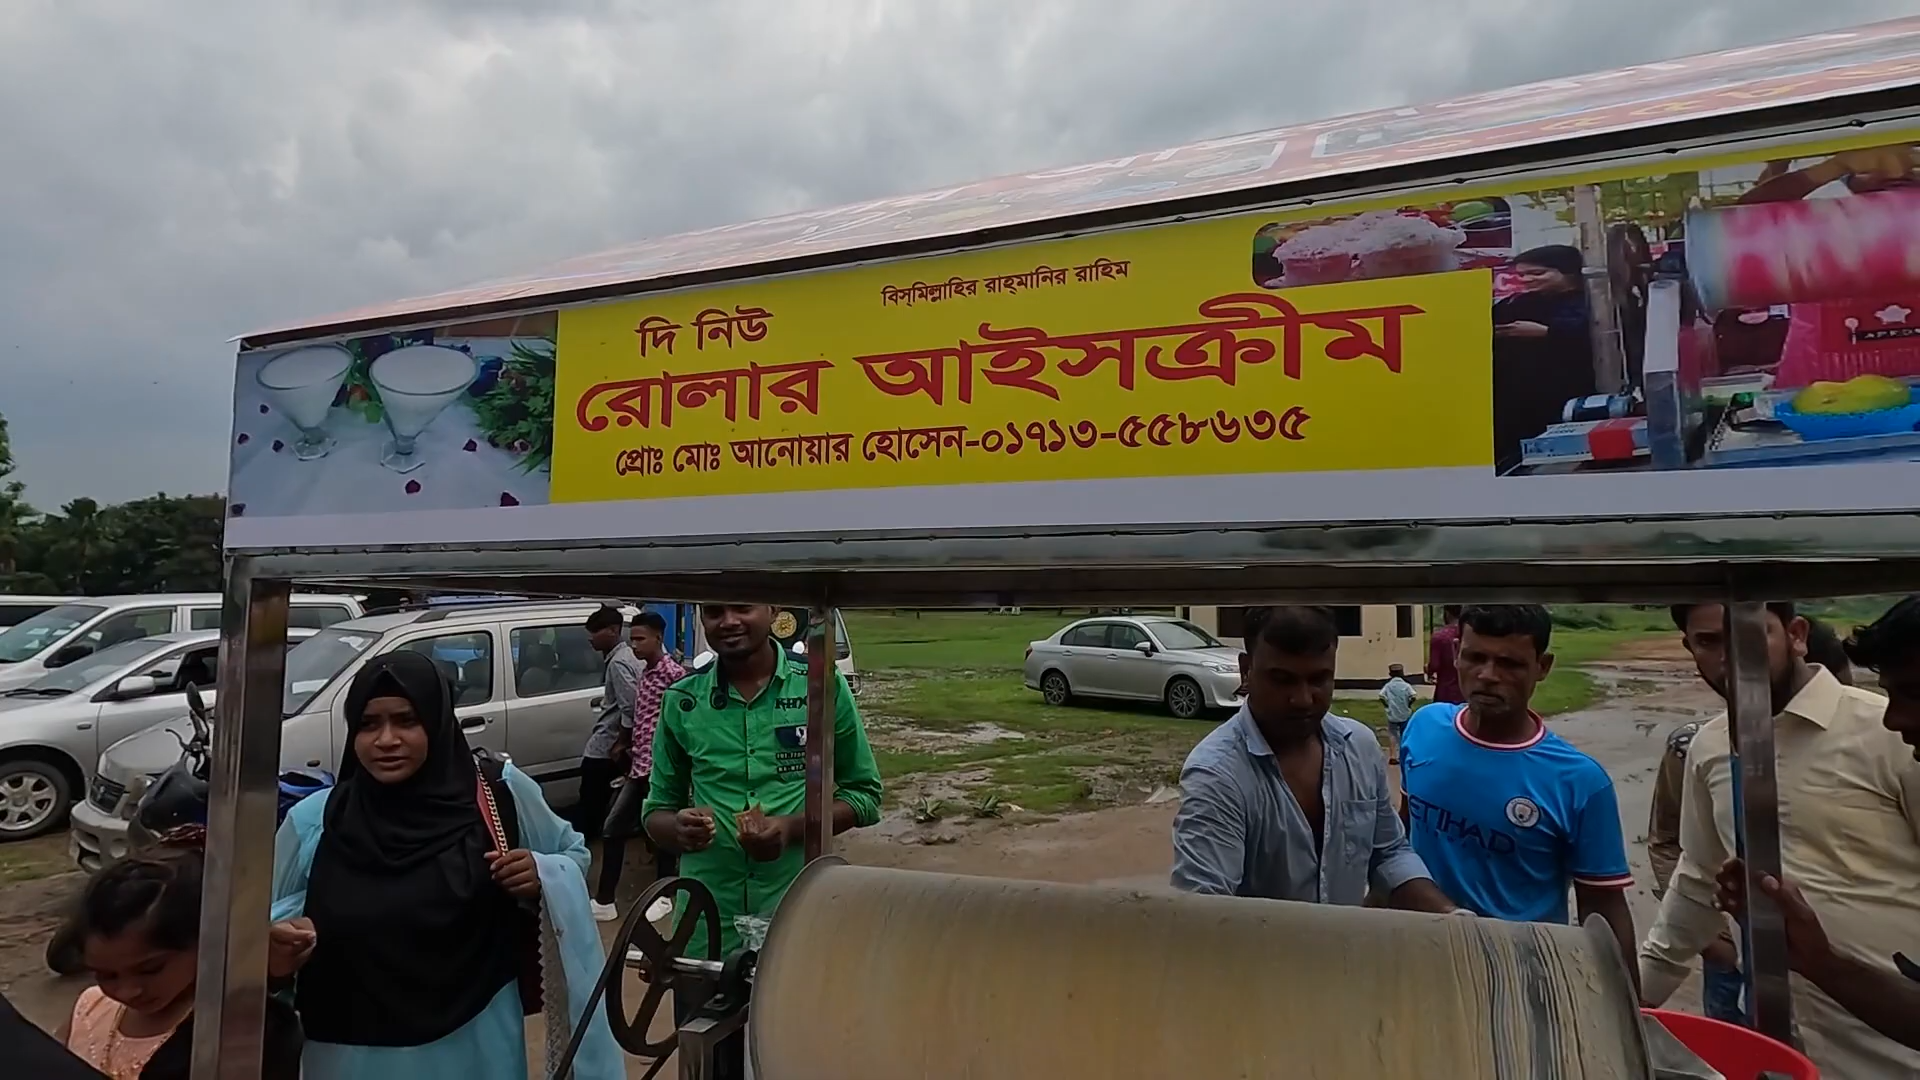 বিস্‌মিল্লাহির রাহ্‌মানির রাহিম
দি নিউ
রোলার আইসক্রীম
প্রোঃ মোঃ আনোয়ার হোসেন-০১৭১৩-৫৫৮৬৩৫
ETIHAD